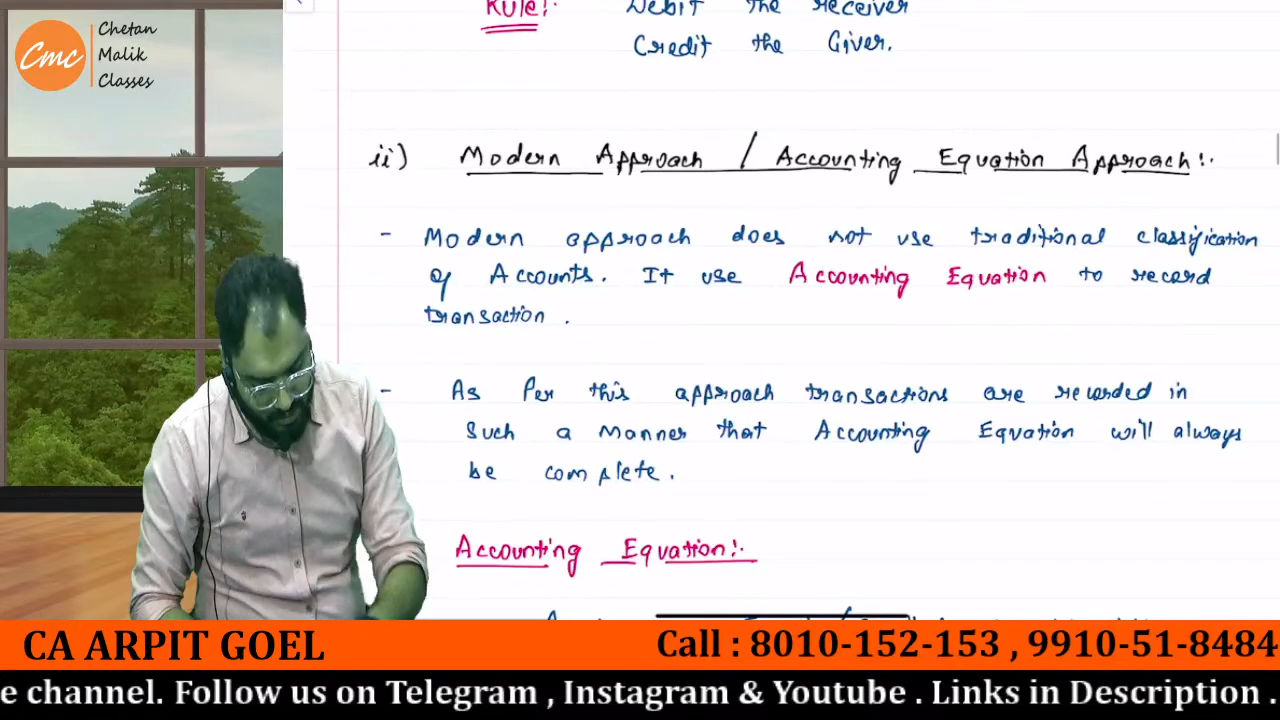 Cmc
Chetan
Malik
Classes
Rule:
Debit the receiver
Credit the Giver.
ii) Modern Approach / Accounting Equation Approach:
- Modern approach does not use traditional classification
of Accounts. It use Accounting Equation to record
transaction.
- As Per this approach transactions are recorded in
Such a Manner that Accounting Equation will always
be complete.
Accounting Equation:
CA ARPIT GOEL
Call : 8010-152-153 , 9910-51-8484
e channel. Follow us on Telegram , Instagram & Youtube . Links in Description .